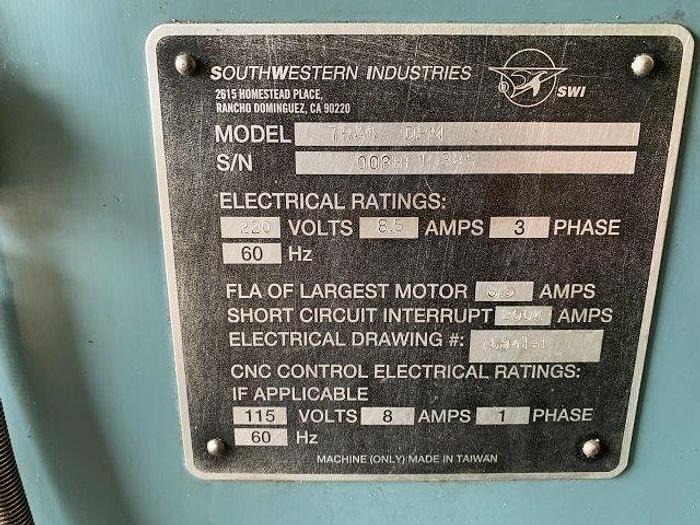 SOUTHWESTERN INDUSTRIES
SWI
2615 HOMESTEAD PLACE,
RANCHO DOMINGUEZ, CA 90220
MODEL TRAK DPM
S/N
ELECTRICAL RATINGS:
220 VOLTS 8.5 AMPS 3 PHASE
60 Hz
FLA OF LARGEST MOTOR AMPS
SHORT CIRCUIT INTERRUPT AMPS
ELECTRICAL DRAWING #:
CNC CONTROL ELECTRICAL RATINGS:
IF APPLICABLE
115 VOLTS 8 AMPS 1 PHASE
60 Hz
MACHINE (ONLY) MADE IN TAIWAN